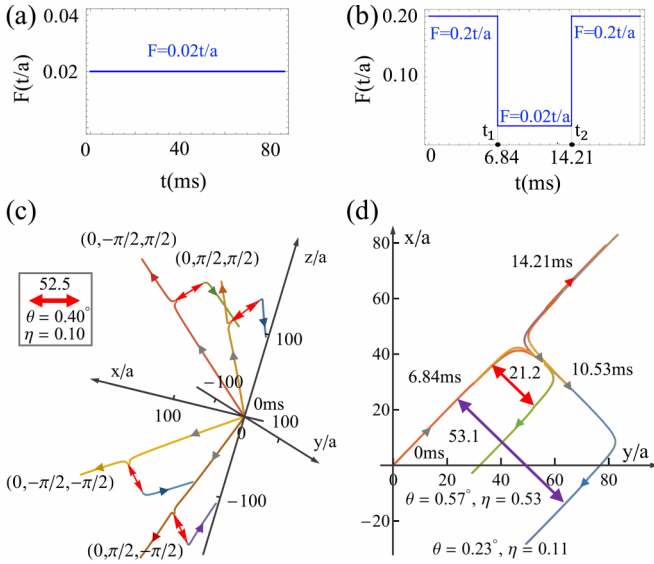 (a)
0.04
F=0.02t/a
0.02
F(t/a)
0 40 80
t(ms)
(b)
0.20
F=0.2t/a F=0.2t/a
0.10
F(t/a)
F=0.02t/a
t₁ t₂
0 6.84 14.21
t(ms)
(c)
(0,−π/2,π/2)
(0,π/2,π/2)
z/a
52.5
θ = 0.40°
η = 0.10
100
x/a
100
−100
0ms
0
100
y/a
(0,−π/2,−π/2)
−100
(0,π/2,−π/2)
(d)
x/a
80
14.21ms
60
40
6.84ms
10.53ms
21.2
20
53.1
0ms
y/a
0
0 20 40 60 80
θ = 0.57°, η = 0.53
−20
θ = 0.23°, η = 0.11